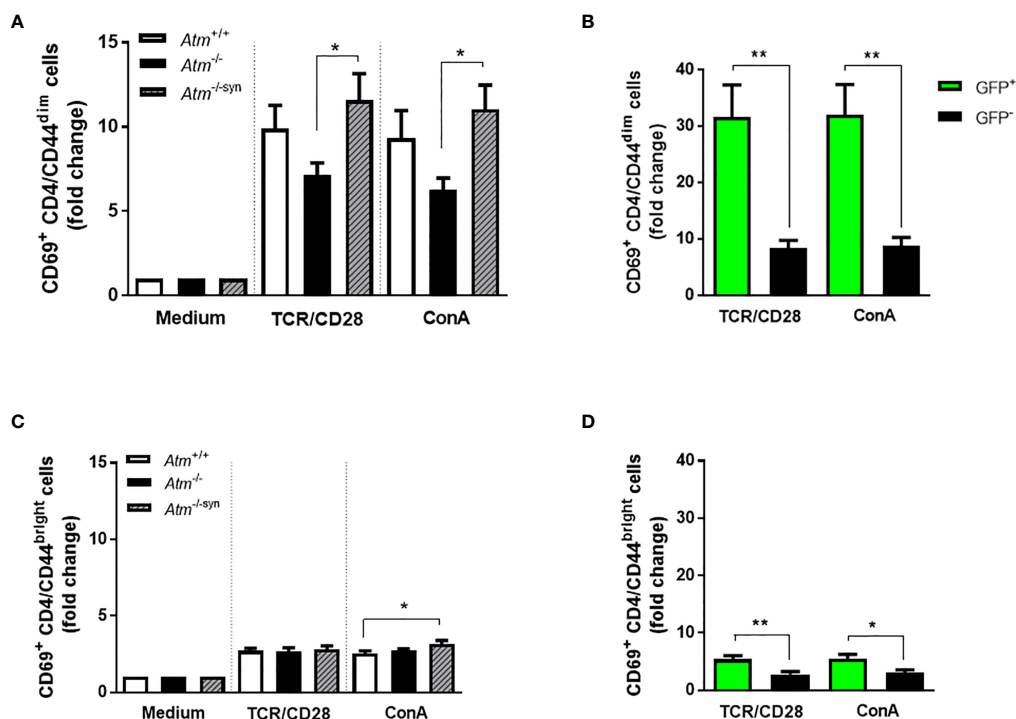 A
CD69+ CD4/CD44dim cells
(fold change)
15
10
5
0
Atm+/+
Atm-/-
Atm-/-syn
*
*
Medium
TCR/CD28
ConA
B
CD69+ CD4/CD44dim cells
(fold change)
40
30
20
10
0
**
**
GFP+
GFP-
TCR/CD28
ConA
C
CD69+ CD4/CD44bright cells
(fold change)
15
10
5
0
Atm+/+
Atm-/-
Atm-/-syn
*
Medium
TCR/CD28
ConA
D
CD69+ CD4/CD44bright cells
(fold change)
40
30
20
10
0
**
*
TCR/CD28
ConA